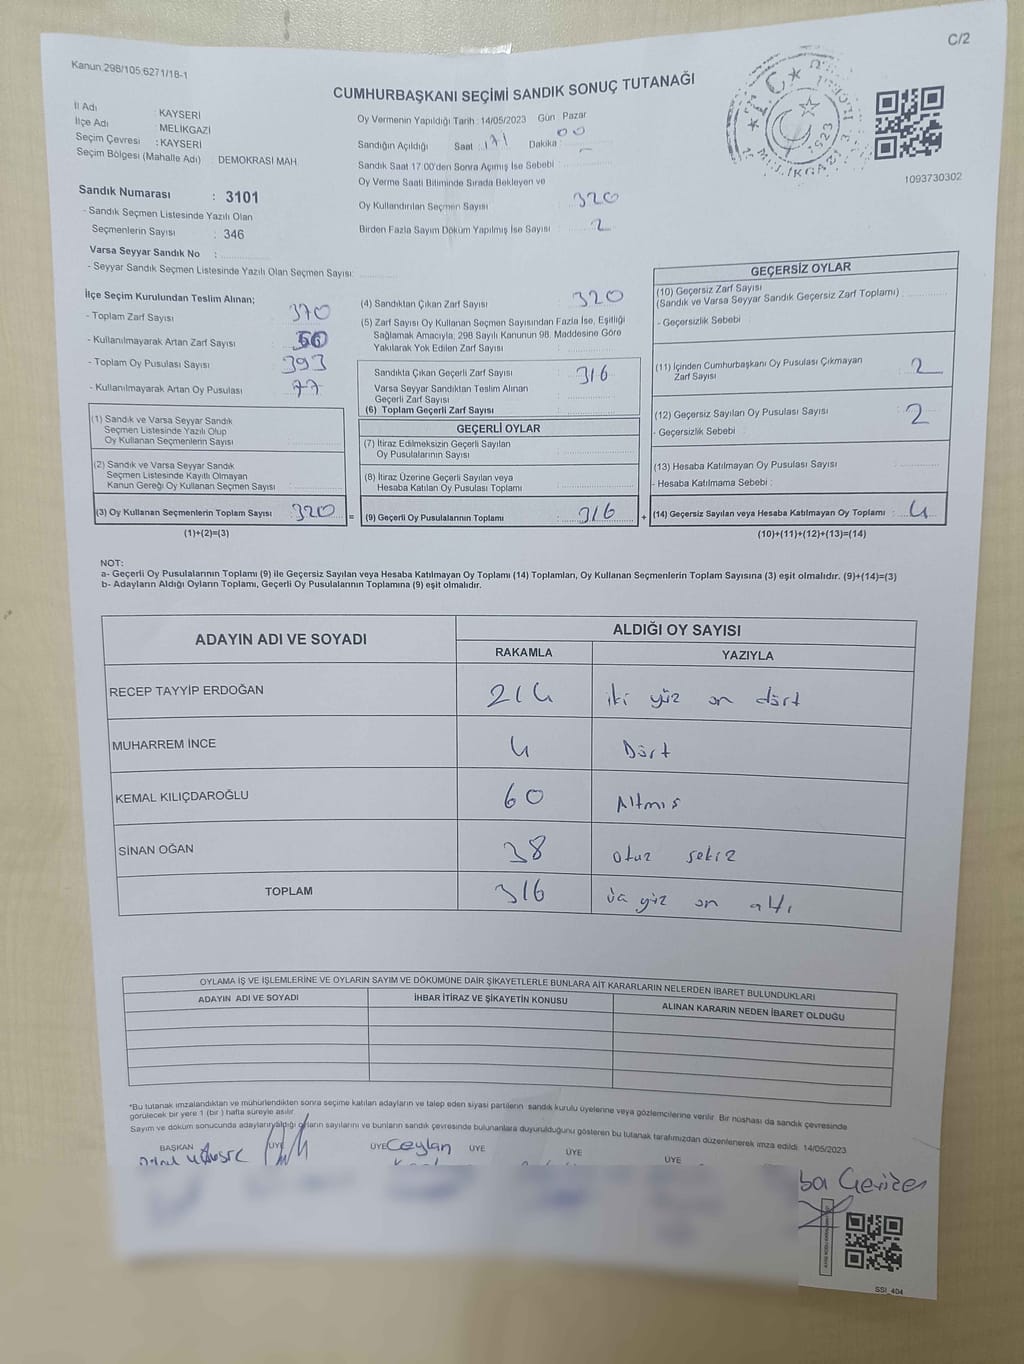 C/2
Kanun:298/105,6271/18-1
CUMHURBAŞKANI SEÇİMİ SANDIK SONUÇ TUTANAĞI
İl Adı : KAYSERİ
İlçe Adı : MELİKGAZİ
Seçim Çevresi : KAYSERİ
Seçim Bölgesi (Mahalle Adı) : DEMOKRASI MAH
Oy Vermenin Yapıldığı Tarih : 14/05/2023 Gün : Pazar
Sandığın Açıldığı Saat : 17 Dakika : 00
Sandık Saat 17:00'den Sonra Açımış İse Sebebi :
Oy Verme Saati Bitiminde Sırada Bekleyen ve
Oy Kullandırılan Seçmen Sayısı : 320
Birden Fazla Sayım Döküm Yapılmış İse Sayısı : 2
1093730302
Sandık Numarası : 3101
- Sandık Seçmen Listesinde Yazılı Olan
Seçmenlerin Sayısı : 346
Varsa Seyyar Sandık No :
- Seyyar Sandık Seçmen Listesinde Yazılı Olan Seçmen Sayısı:
İlçe Seçim Kurulundan Teslim Alınan;
- Toplam Zarf Sayısı : 370
- Kullanılmayarak Artan Zarf Sayısı : 50
- Toplam Oy Pusulası Sayısı : 393
- Kullanılmayarak Artan Oy Pusulası : 77
(1) Sandık ve Varsa Seyyar Sandık
Seçmen Listesinde Yazılı Olup
Oy Kullanan Seçmenlerin Sayısı :
(2) Sandık ve Varsa Seyyar Sandık
Seçmen Listesinde Kayıtlı Olmayan
Kanun Gereği Oy Kullanan Seçmen Sayısı :
(3) Oy Kullanan Seçmenlerin Toplam Sayısı : 320 =
(1)+(2)=(3)
(4) Sandıktan Çıkan Zarf Sayısı : 320
(5) Zarf Sayısı Oy Kullanan Seçmen Sayısından Fazla İse, Eşitliği
Sağlamak Amacıyla, 298 Sayılı Kanunun 98. Maddesine Göre
Yakılarak Yok Edilen Zarf Sayısı :
Sandıkta Çıkan Geçerli Zarf Sayısı : 316
Varsa Seyyar Sandıktan Teslim Alınan
Geçerli Zarf Sayısı :
(6) Toplam Geçerli Zarf Sayısı :
GEÇERLİ OYLAR
(7) İtiraz Edilmeksizin Geçerli Sayılan
Oy Pusulalarının Sayısı :
(8) İtiraz Üzerine Geçerli Sayılan veya
Hesaba Katılan Oy Pusulası Toplamı :
(9) Geçerli Oy Pusulalarının Toplamı : 316 +
GEÇERSİZ OYLAR
(10) Geçersiz Zarf Sayısı
(Sandık ve Varsa Seyyar Sandık Geçersiz Zarf Toplamı) :
- Geçersizlik Sebebi :
(11) İçinden Cumhurbaşkanı Oy Pusulası Çıkmayan
Zarf Sayısı : 2
(12) Geçersiz Sayılan Oy Pusulası Sayısı : 2
- Geçersizlik Sebebi :
(13) Hesaba Katılmayan Oy Pusulası Sayısı :
- Hesaba Katılmama Sebebi :
(14) Geçersiz Sayılan veya Hesaba Katılmayan Oy Toplamı : 4
(10)+(11)+(12)+(13)=(14)
NOT:
a- Geçerli Oy Pusulalarının Toplamı (9) ile Geçersiz Sayılan veya Hesaba Katılmayan Oy Toplamı (14) Toplamları, Oy Kullanan Seçmenlerin Toplam Sayısına (3) eşit olmalıdır. (9)+(14)=(3)
b- Adayların Aldığı Oyların Toplamı, Geçerli Oy Pusulalarının Toplamına (9) eşit olmalıdır.
ADAYIN ADI VE SOYADI ALDIĞI OY SAYISI
RAKAMLA YAZIYLA
RECEP TAYYİP ERDOĞAN 214 iki yüz on dört
MUHARREM İNCE 4 Dört
KEMAL KILIÇDAROĞLU 60 Altmış
SİNAN OĞAN 38 otuz sekiz
TOPLAM 316 üç yüz on altı
OYLAMA İŞ VE İŞLEMLERİNE VE OYLARIN SAYIM VE DÖKÜMÜNE DAİR ŞİKAYETLERLE BUNLARA AİT KARARLARIN NELERDEN İBARET BULUNDUKLARI
ADAYIN ADI VE SOYADI İHBAR İTİRAZ VE ŞİKAYETİN KONUSU ALINAN KARARIN NEDEN İBARET OLDUĞU
*Bu tutanak imzalandıktan ve mühürlendikten sonra seçime katılan adayların ve talep eden siyasi partilerin sandık kurulu üyelerine veya gözlemcilerine verilir. Bir nüshası da sandık çevresinde
görülecek bir yere 1 (bir ) hafta süreyle asılır
Sayım ve döküm sonucunda adayların aldığı oyların sayılarını ve bunların sandık çevresinde bulunanlara duyurulduğunu gösteren bu tutanak tarafımızdan düzenlenerek imza edildi. 14/05/2023
BAŞKAN ÜYE ÜYE Ceylan ÜYE ÜYE ÜYE
SSI_404